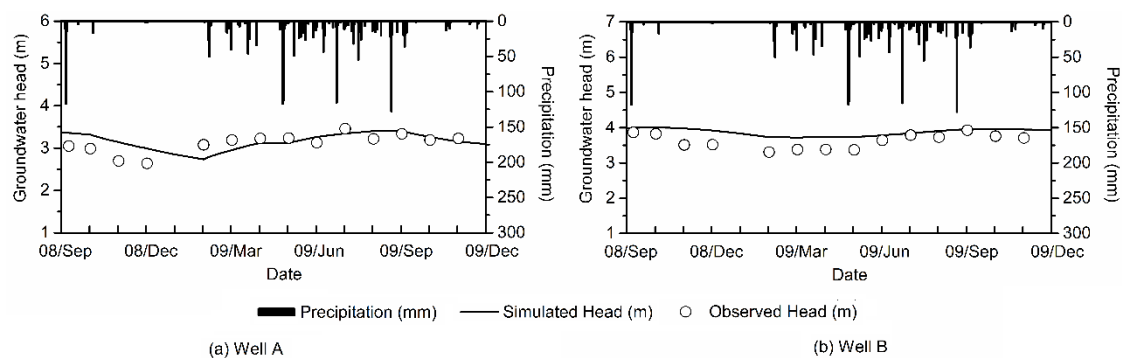 6
5
4
3
2
1
Groundwater head (m)
0
50
100
150
200
250
300
Precipitation (mm)
08/Sep 08/Dec 09/Mar 09/Jun 09/Sep 09/Dec
Date
7
6
5
4
3
2
1
Groundwater head (m)
0
50
100
150
200
250
300
Precipitation (mm)
08/Sep 08/Dec 09/Mar 09/Jun 09/Sep 09/Dec
Date
Precipitation (mm) Simulated Head (m) Observed Head (m)
(a) Well A (b) Well B